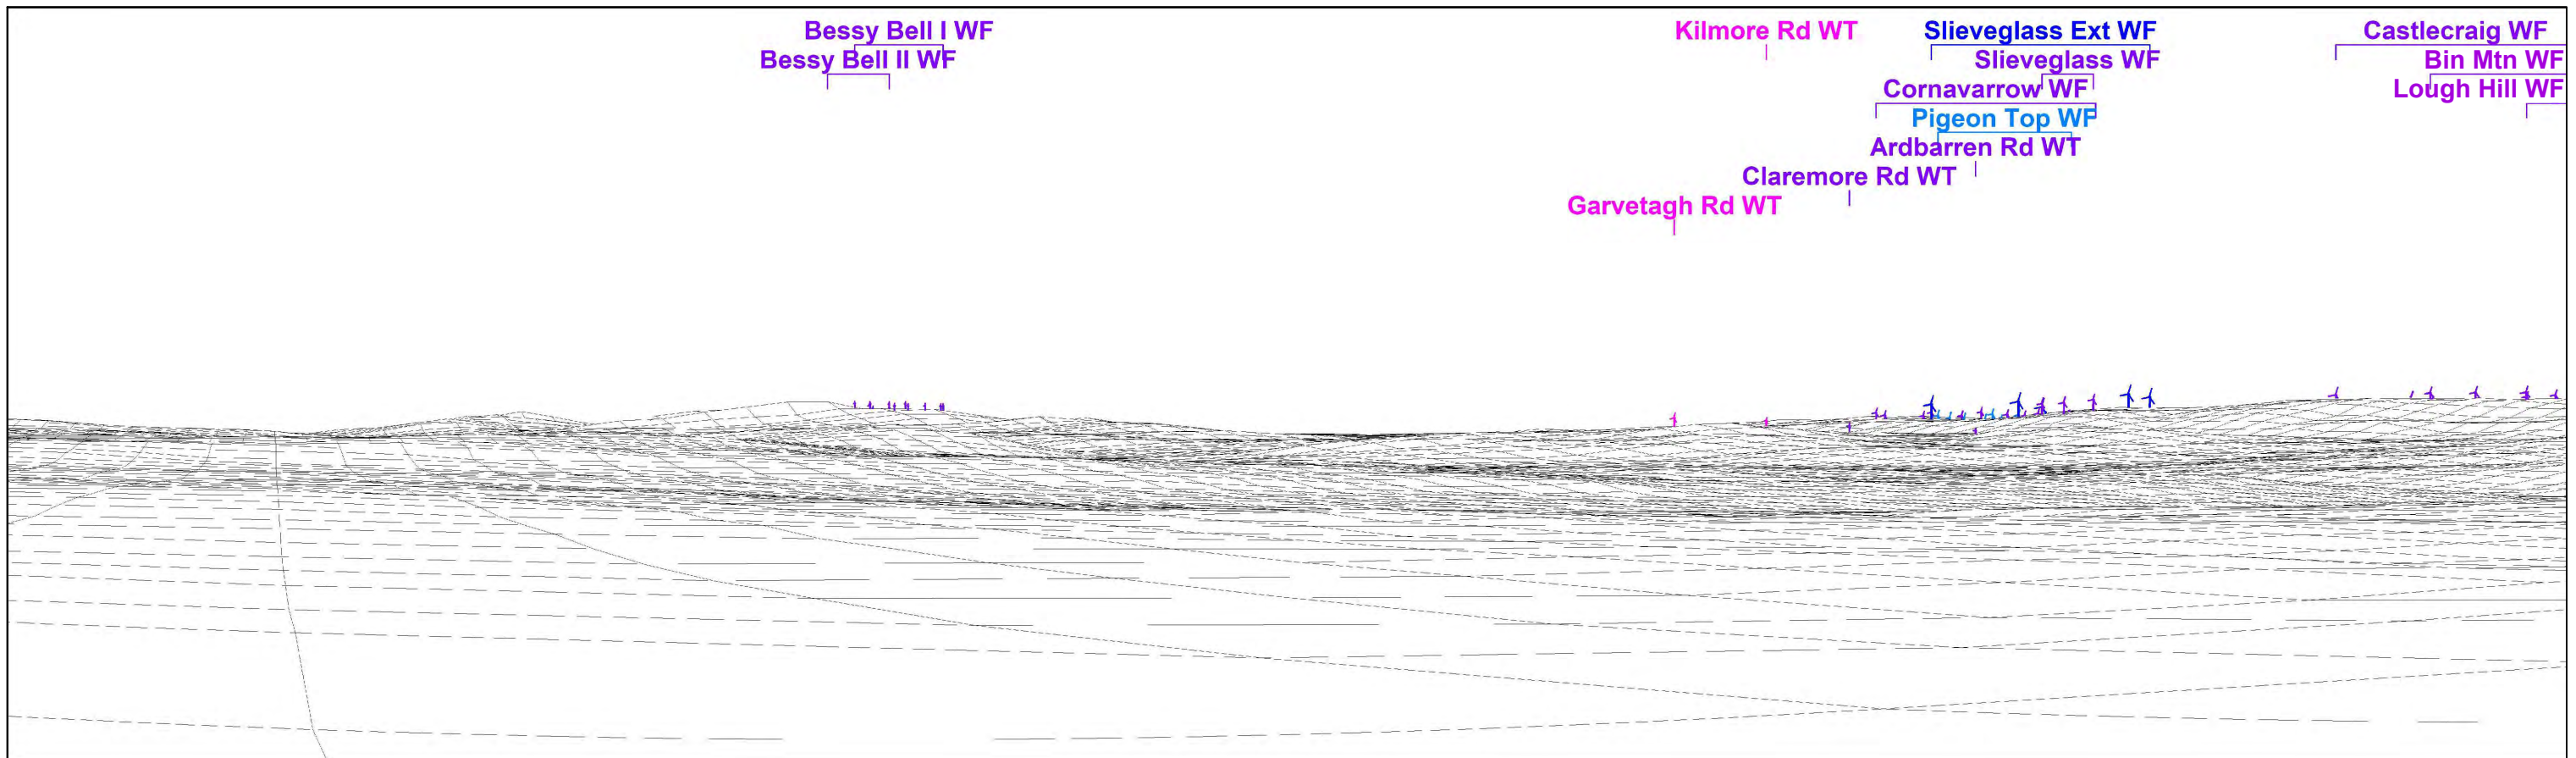 Bessy Bell I WF
Bessy Bell II WF
Kilmore Rd WT
Slieveglass Ext WF
Slieveglass WF
Cornavarrow WF
Pigeon Top WF
Ardbarren Rd WT
Claremore Rd WT
Garvetagh Rd WT
Castlecraig WF
Bin Mtn WF
Lough Hill WF